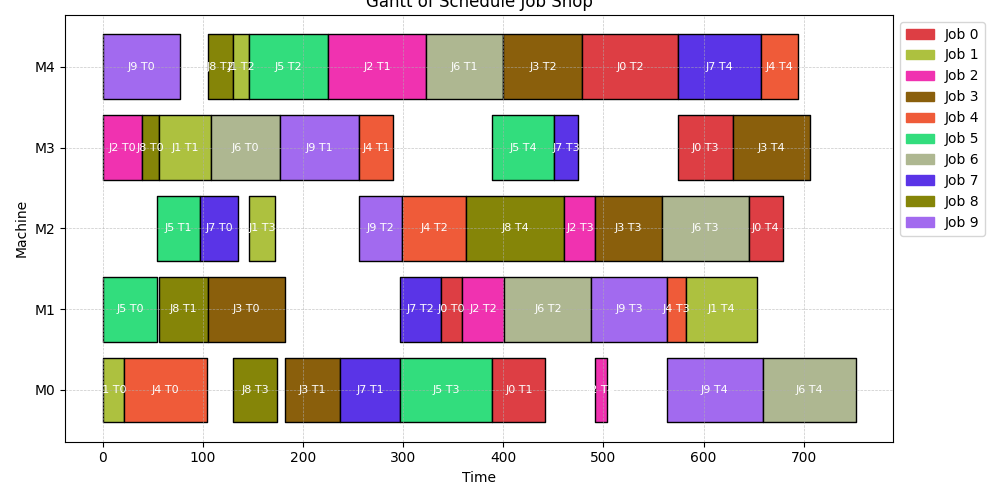 Gantt of Schedule Job Shop
M4
J9 T0
J8 T2
J1 T2
J5 T2
J2 T1
J6 T1
J3 T2
J0 T2
J7 T4
J4 T4
M3
J2 T0
J8 T0
J1 T1
J6 T0
J9 T1
J4 T1
J5 T4
J7 T3
J0 T3
J3 T4
M2
J5 T1
J7 T0
J1 T3
J9 T2
J4 T2
J8 T4
J2 T3
J3 T3
J6 T3
J0 T4
M1
J5 T0
J8 T1
J3 T0
J7 T2
J0 T0
J2 T2
J6 T2
J9 T3
J4 T3
J1 T4
M0
1 T0
J4 T0
J8 T3
J3 T1
J7 T1
J5 T3
J0 T1
J9 T4
J6 T4
Machine
0
100
200
300
400
500
600
700
Time
Job 0
Job 1
Job 2
Job 3
Job 4
Job 5
Job 6
Job 7
Job 8
Job 9